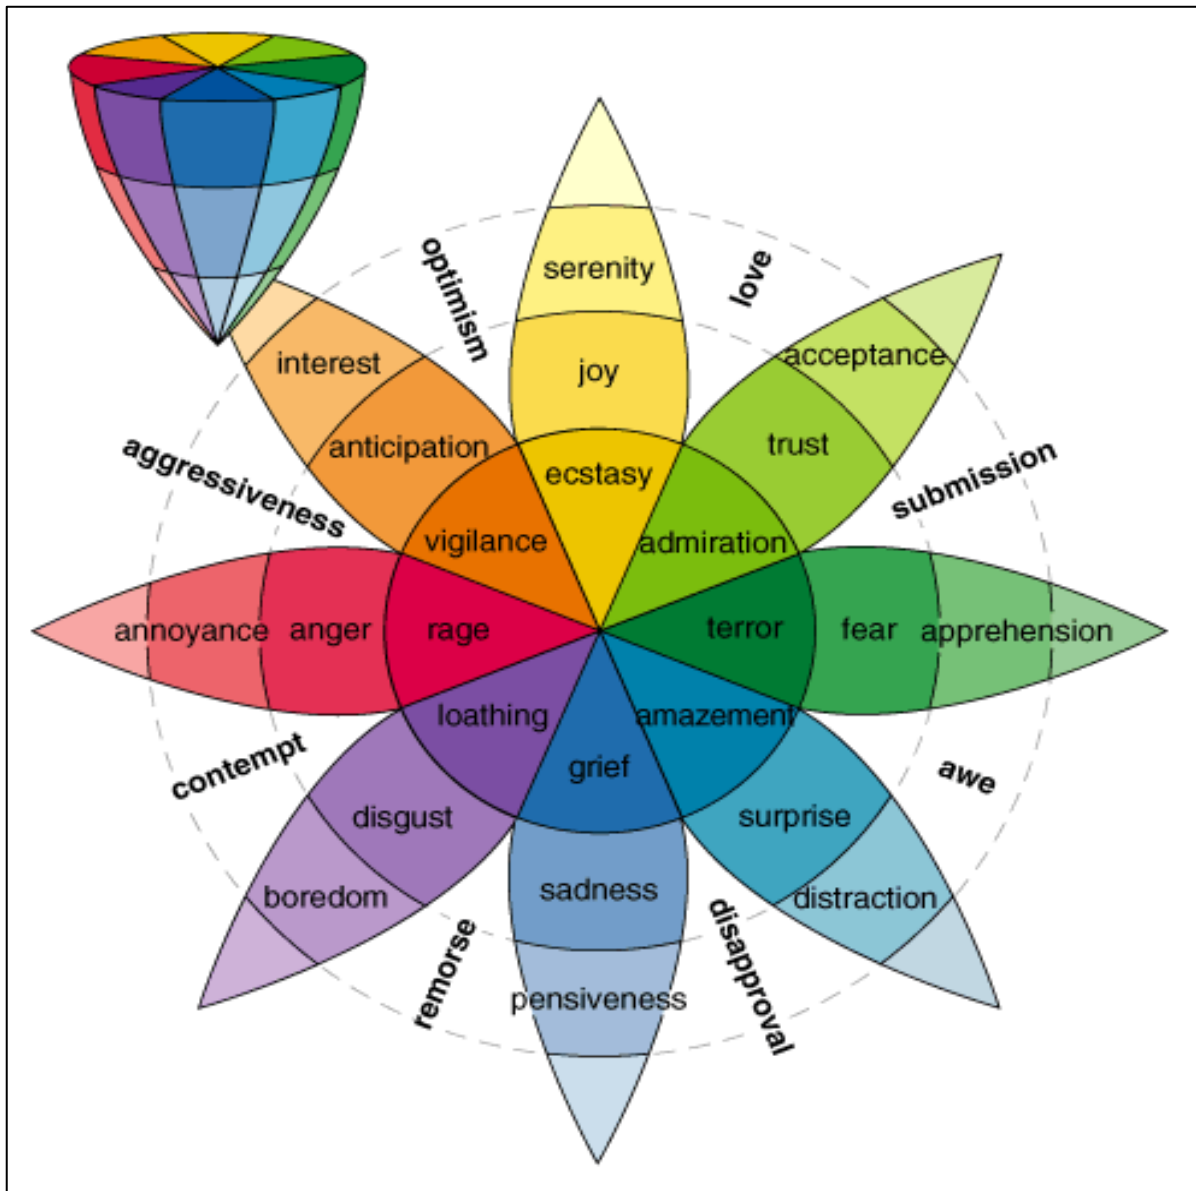 optimism
love
serenity
interest
acceptance
joy
anticipation
trust
aggressiveness
submission
ecstasy
vigilance
admiration
annoyance
anger
rage
terror
fear
apprehension
loathing
amazement
contempt
grief
awe
disgust
surprise
boredom
sadness
distraction
remorse
disapproval
pensiveness